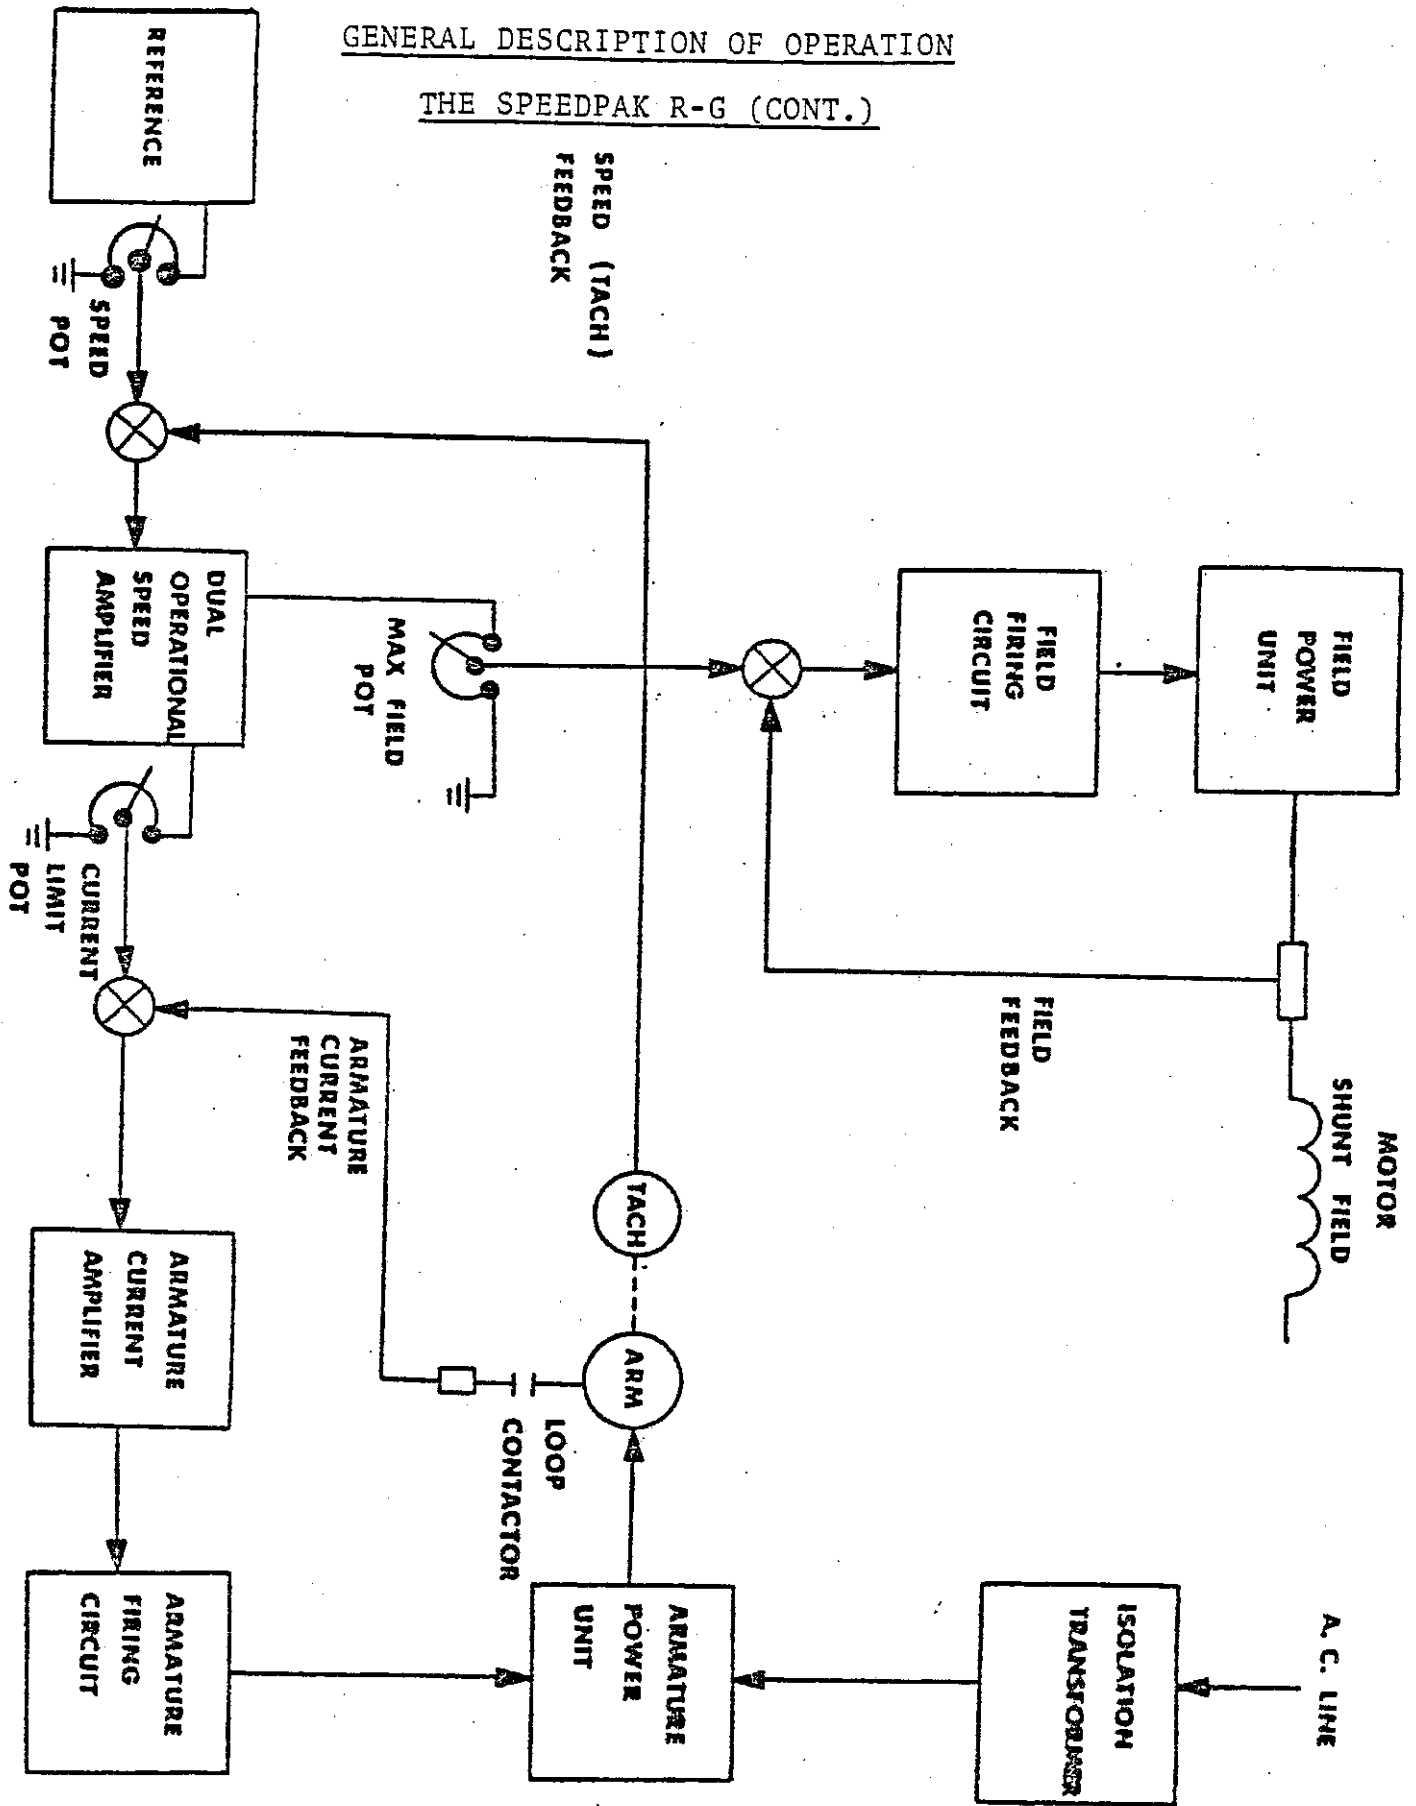 GENERAL DESCRIPTION OF OPERATION
THE SPEEDPAK R-G (CONT.)
MOTOR
SHUNT FIELD
A.C. LINE
FIELD
POWER
UNIT
FIELD
FIRING
CIRCUIT
FIELD
FEEDBACK
ISOLATION
TRANSFORMER
SPEED (TACH)
FEEDBACK
TACH
ARM
LOOP
CONTACTOR
ARMATURE
POWER
UNIT
MAX FIELD
POT
ARMATURE
CURRENT
FEEDBACK
REFERENCE
SPEED
POT
DUAL
OPERATIONAL
SPEED
AMPLIFIER
CURRENT
LIMIT
POT
ARMATURE
CURRENT
AMPLIFIER
ARMATURE
FIRING
CIRCUIT